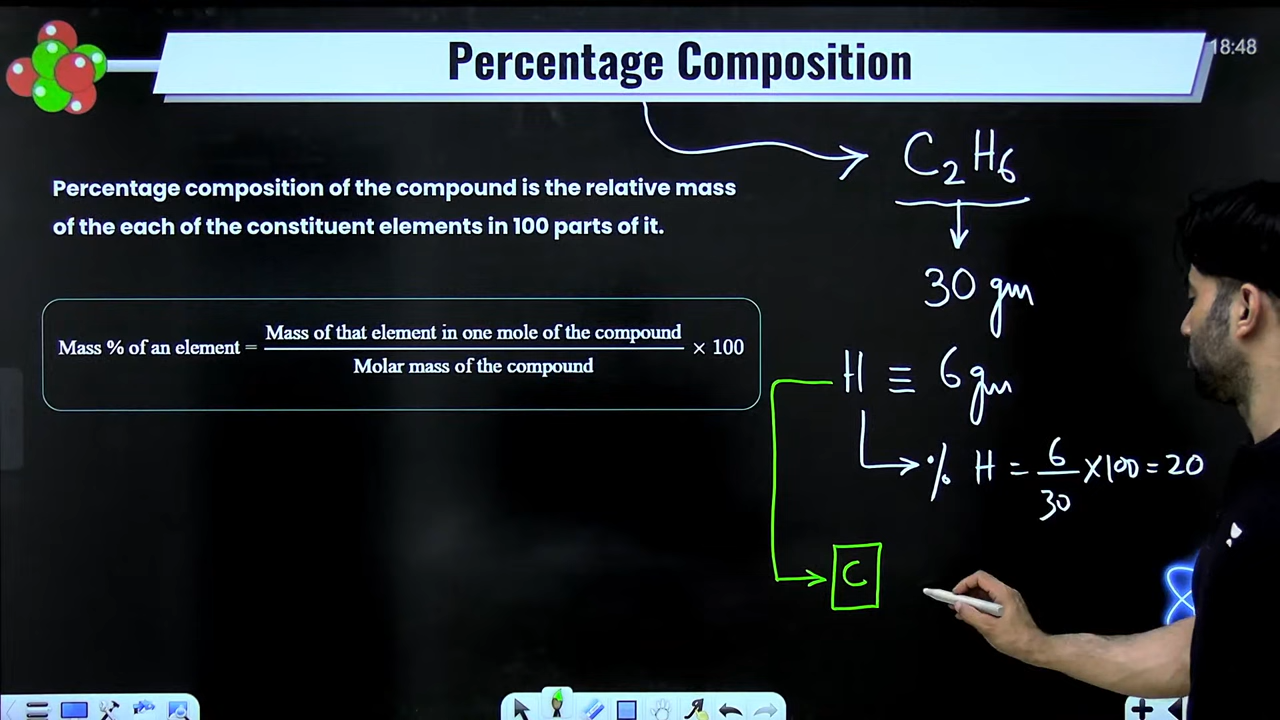 Percentage Composition
18:48
C₂H₆
Percentage composition of the compound is the relative mass
of the each of the constituent elements in 100 parts of it.
30 gm
Mass % of an element = Mass of that element in one mole of the compound / Molar mass of the compound × 100
H ≡ 6 gm
% H = 6/30 × 100 = 20
C